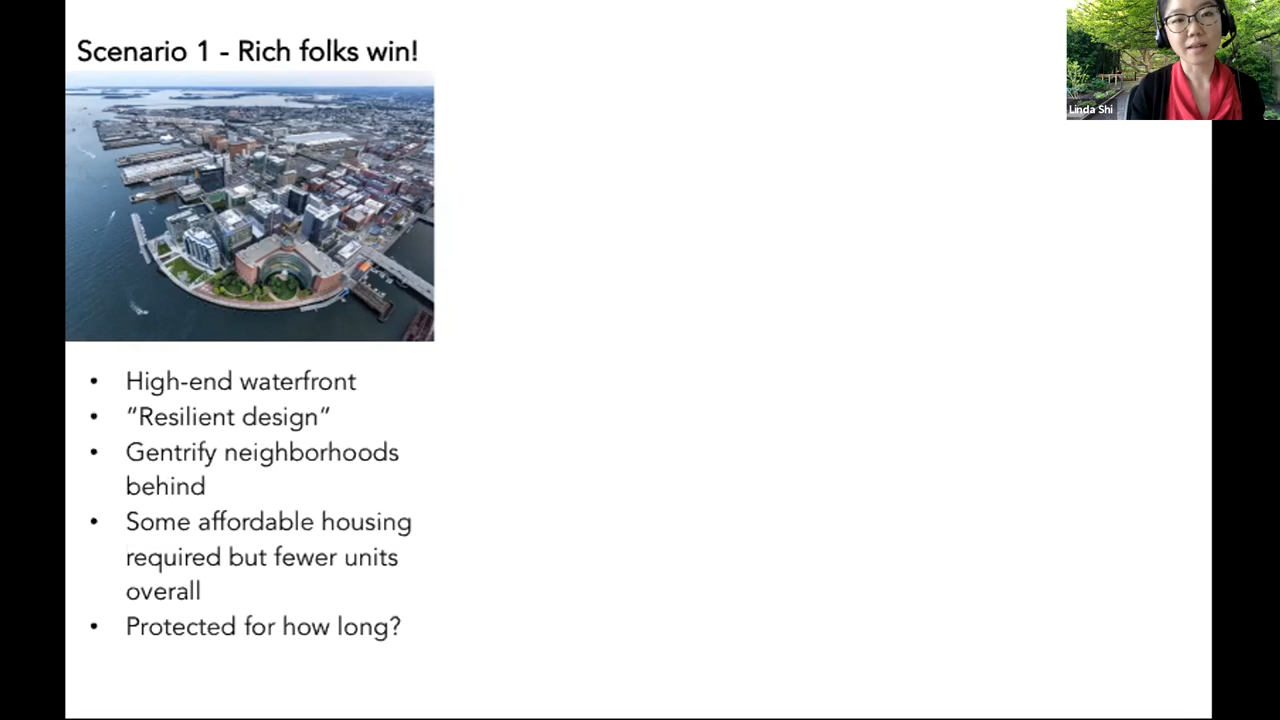 Scenario 1 - Rich folks win!
Linda Shi
• High-end waterfront
• “Resilient design”
• Gentrify neighborhoods
behind
• Some affordable housing
required but fewer units
overall
• Protected for how long?